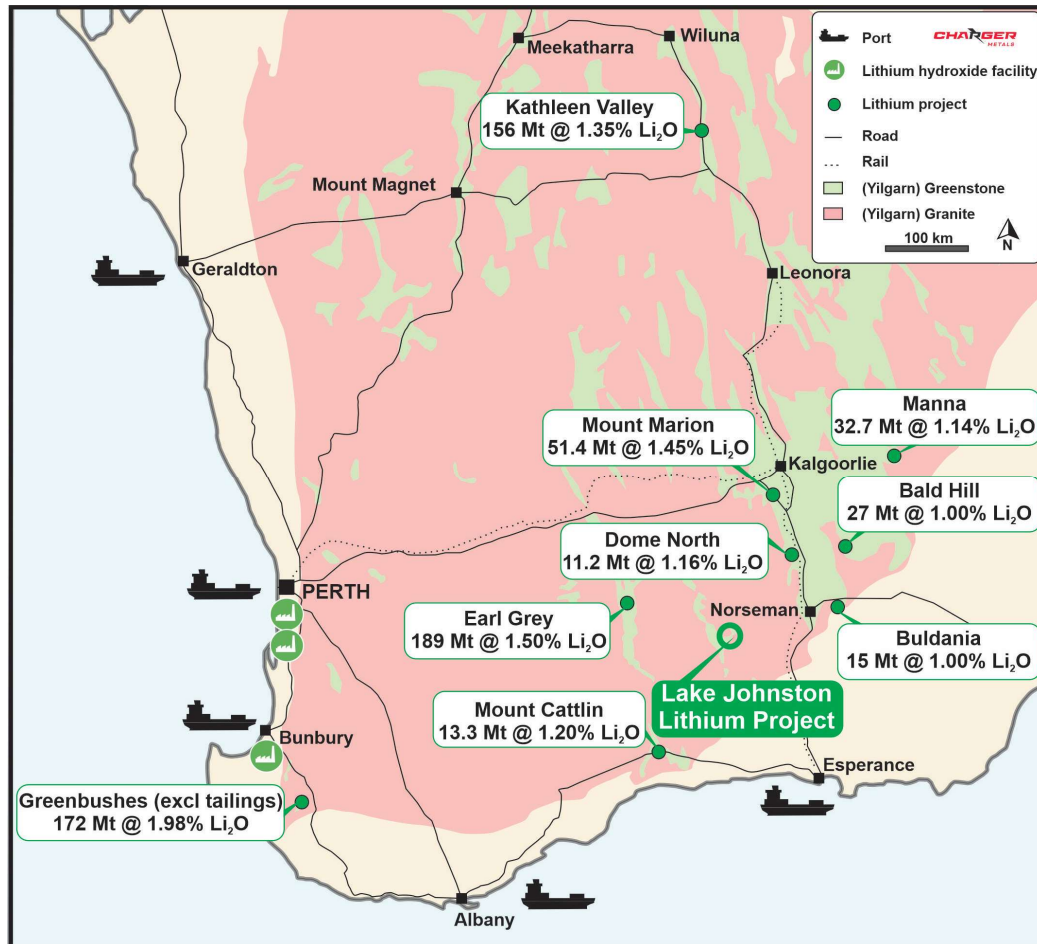 Port
CHARGER
METALS
Lithium hydroxide facility
Lithium project
Road
Rail
(Yilgarn) Greenstone
(Yilgarn) Granite
100 km
N
Meekatharra
Wiluna
Kathleen Valley
156 Mt @ 1.35% Li₂O
Mount Magnet
Geraldton
Leonora
Mount Marion
51.4 Mt @ 1.45% Li₂O
Manna
32.7 Mt @ 1.14% Li₂O
Kalgoorlie
Bald Hill
27 Mt @ 1.00% Li₂O
Dome North
11.2 Mt @ 1.16% Li₂O
PERTH
Earl Grey
189 Mt @ 1.50% Li₂O
Norseman
Buldania
15 Mt @ 1.00% Li₂O
Lake Johnston
Lithium Project
Mount Cattlin
13.3 Mt @ 1.20% Li₂O
Bunbury
Esperance
Greenbushes (excl tailings)
172 Mt @ 1.98% Li₂O
Albany